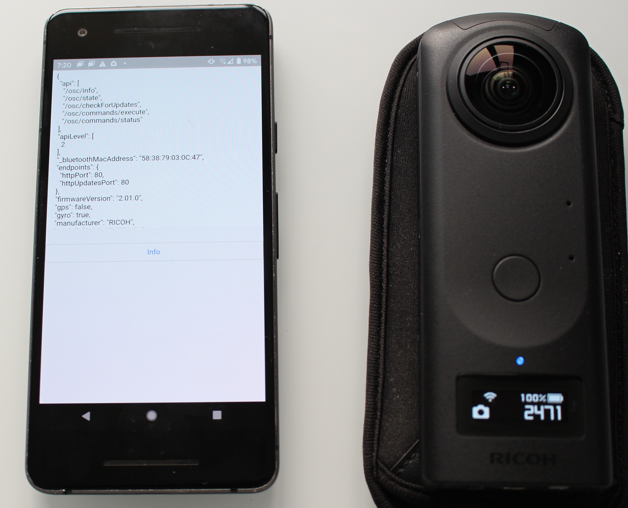 7:20
98%
{
"api": [
"/osc/info",
"/osc/state",
"/osc/checkForUpdates",
"/osc/commands/execute",
"/osc/commands/status"
],
"apiLevel": [
2
],
"_bluetoothMacAddress": "58:38:79:03:0C:47",
"endpoints": {
"httpPort": 80,
"httpUpdatesPort": 80
},
"firmwareVersion": "2.01.0",
"gps": false,
"gyro": true,
"manufacturer": "RICOH",
Info
100%
2471
RICOH